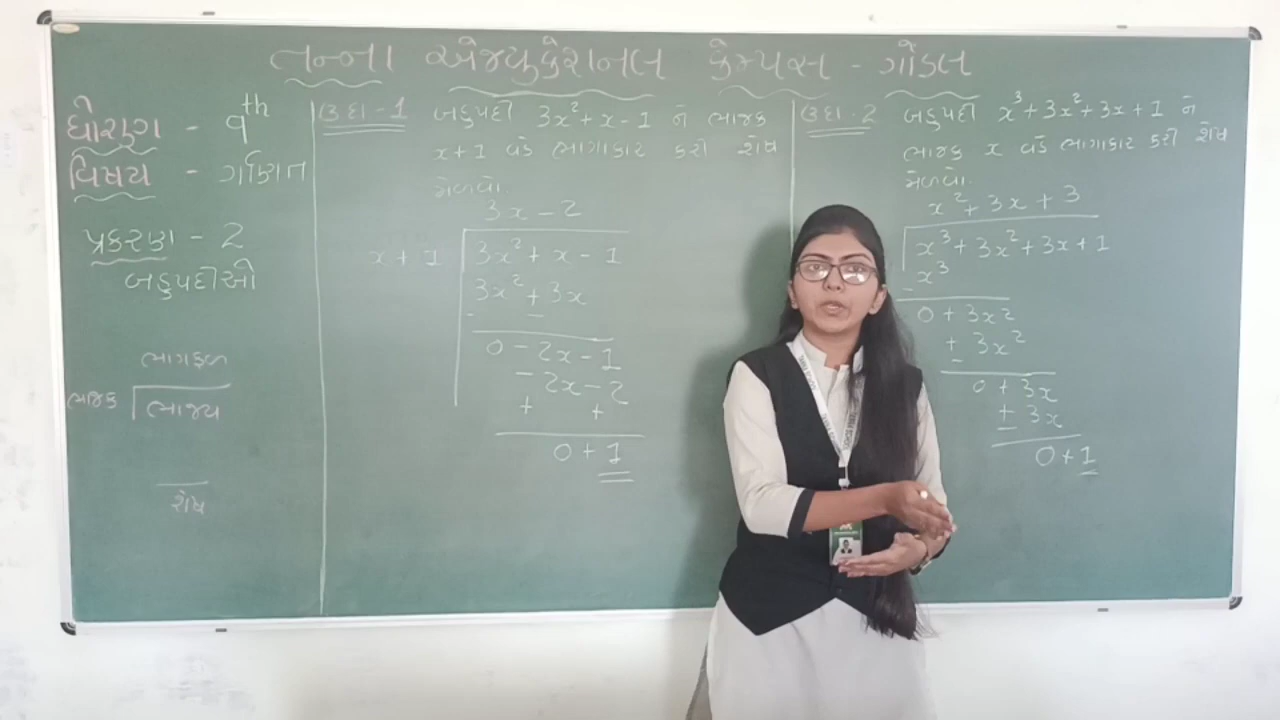 તન્ના એજ્યુકેશનલ કેમ્પસ - ગોંડલ
ધોરણ - ૧th
વિષય - ગણિત
પ્રકરણ - 2
બહુપદીઓ
ભાગફળ
ભાજક ભાજ્ય
શેષ
ઉદા-1 બહુપદી 3x²+x-1 ને ભાજક
x+1 વડે ભાગાકાર કરી શેષ
મેળવો.
3x-2
x+1 3x²+x-1
3x²+3x
- -
0-2x-1
-2x-2
+ +
0+1
ઉદા.2 બહુપદી x³+3x²+3x+1 ને
ભાજક x વડે ભાગાકાર કરી શેષ
મેળવો.
x²+3x+3
x³+3x²+3x+1
x³
-
0+3x2
+3x²
-
0+3x
±3x
0+1